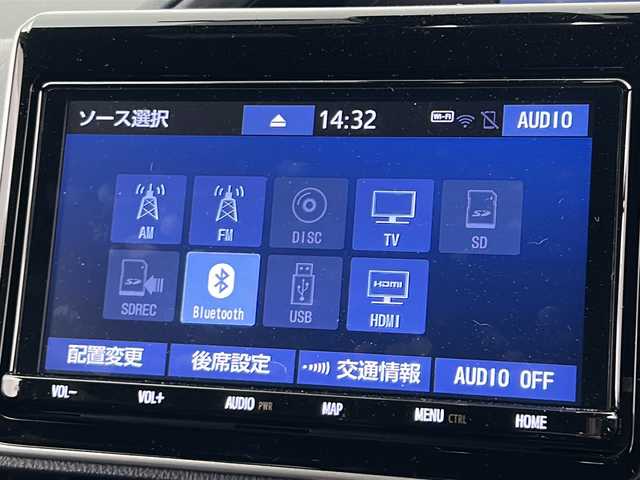 ソース選択 14:32 Wi-Fi AUDIO
AM FM DISC TV SD
SDREC Bluetooth USB HDMI
配置変更 後席設定 交通情報 AUDIO OFF
VOL− VOL+ AUDIO PWR MAP MENU CTRL HOME